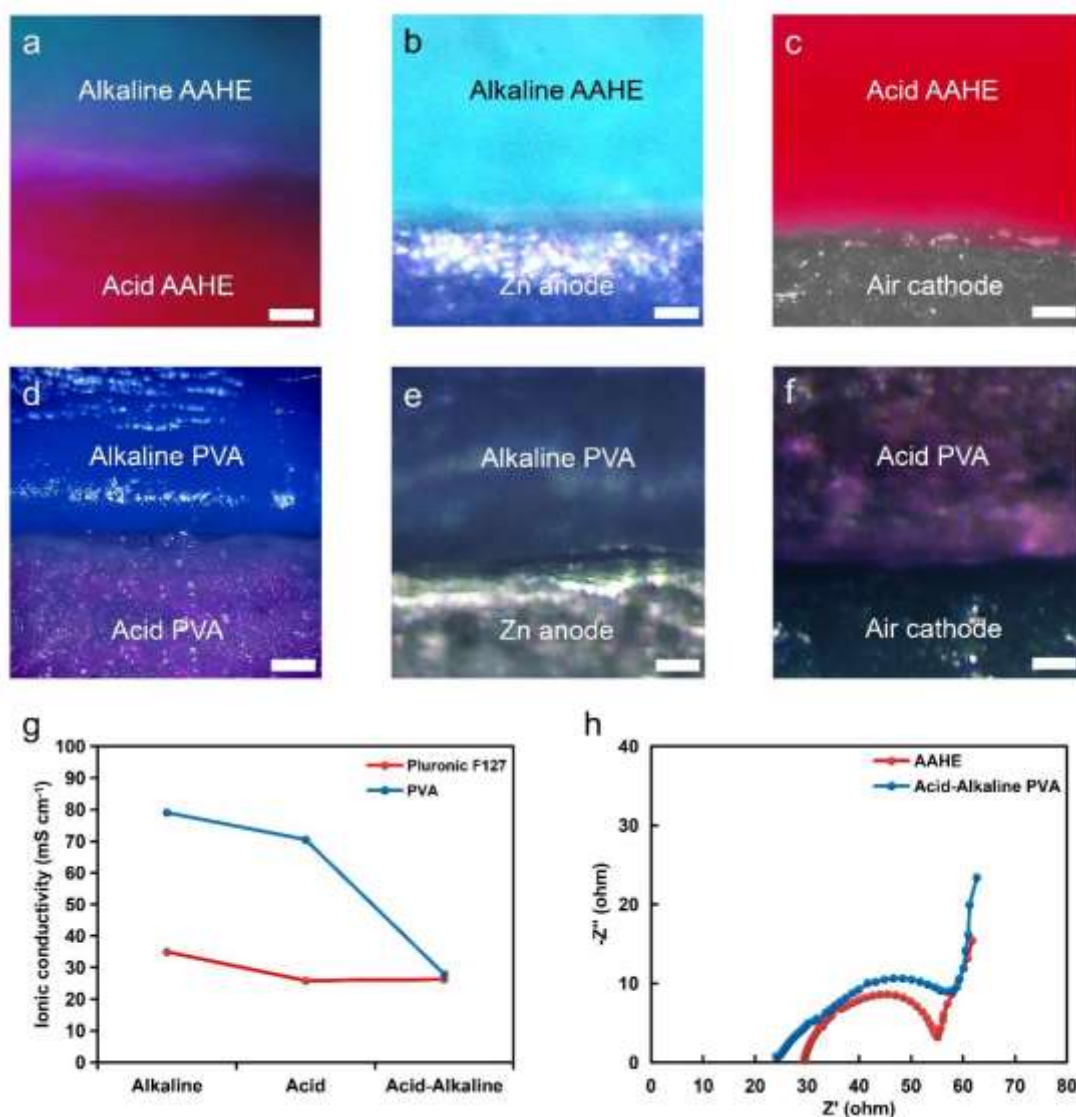 a
Alkaline AAHE
Acid AAHE
b
Alkaline AAHE
Zn anode
c
Acid AAHE
Air cathode
d
Alkaline PVA
Acid PVA
e
Alkaline PVA
Zn anode
f
Acid PVA
Air cathode
g
Ionic conductivity (mS cm⁻¹)
100
90
80
70
60
50
40
30
20
10
0
Pluronic F127
PVA
Alkaline
Acid
Acid-Alkaline
h
-Z'' (ohm)
40
30
20
10
0
AAHE
Acid-Alkaline PVA
0
10
20
30
40
50
60
70
80
Z' (ohm)